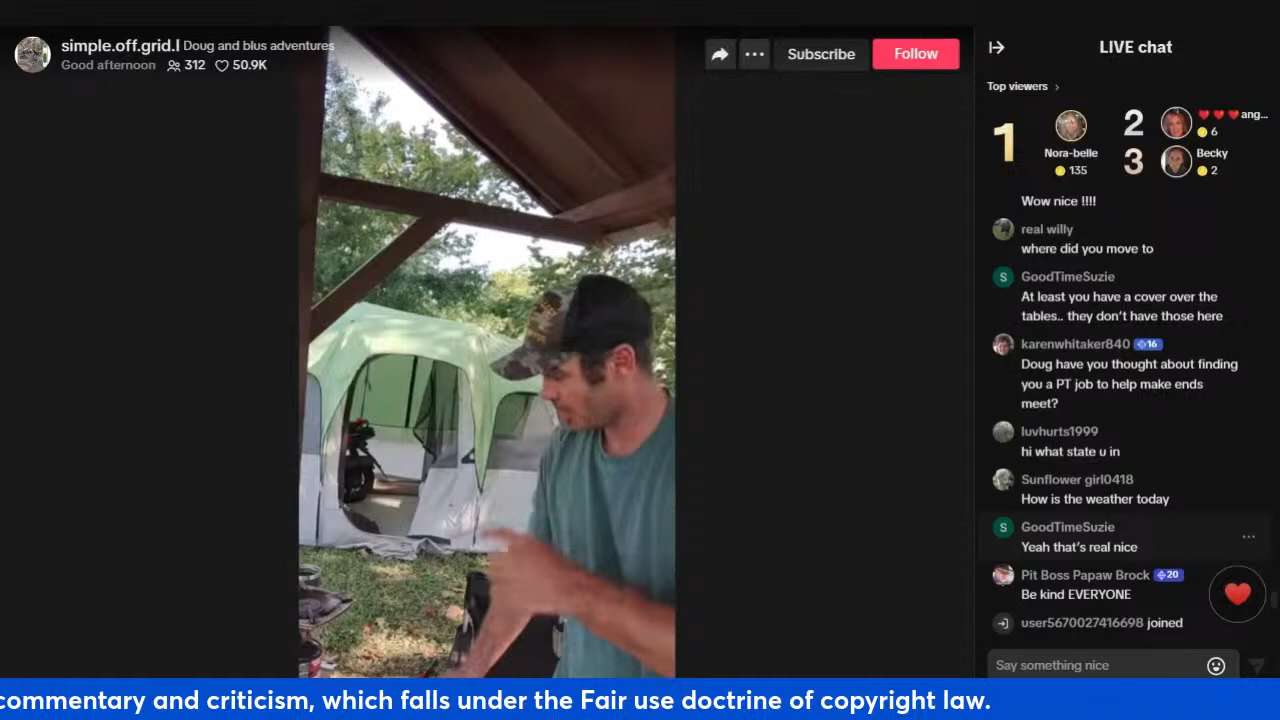 simple.off.grid.l Doug and blus adventures
Good afternoon 312 50.9K
Subscribe
Follow
LIVE chat
Top viewers
1
Nora-belle
135
2
ang...
6
3
Becky
2
Wow nice !!!!
real willy
where did you move to
S GoodTimeSuzie
At least you have a cover over the
tables.. they don't have those here
karenwhitaker840 16
Doug have you thought about finding
you a PT job to help make ends
meet?
luvhurts1999
hi what state u in
Sunflower girl0418
How is the weather today
S GoodTimeSuzie
Yeah that's real nice
Pit Boss Papaw Brock 20
Be kind EVERYONE
user5670027416698 joined
Say something nice
commentary and criticism, which falls under the Fair use doctrine of copyright law.